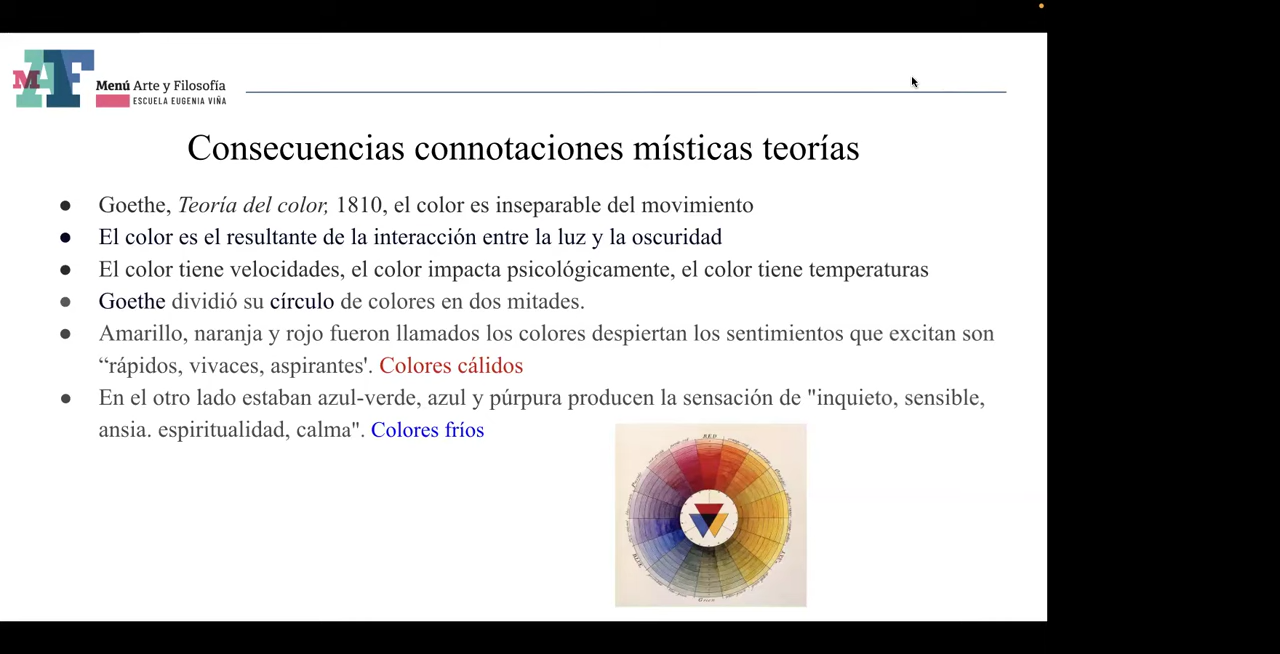 MAF
Menú Arte y Filosofía
ESCUELA EUGENIA VIÑA
Consecuencias connotaciones místicas teorías
● Goethe, Teoría del color, 1810, el color es inseparable del movimiento
● El color es el resultante de la interacción entre la luz y la oscuridad
● El color tiene velocidades, el color impacta psicológicamente, el color tiene temperaturas
● Goethe dividió su círculo de colores en dos mitades.
● Amarillo, naranja y rojo fueron llamados los colores despiertan los sentimientos que excitan son
“rápidos, vivaces, aspirantes'. Colores cálidos
● En el otro lado estaban azul-verde, azul y púrpura producen la sensación de "inquieto, sensible,
ansia. espiritualidad, calma". Colores fríos
RED